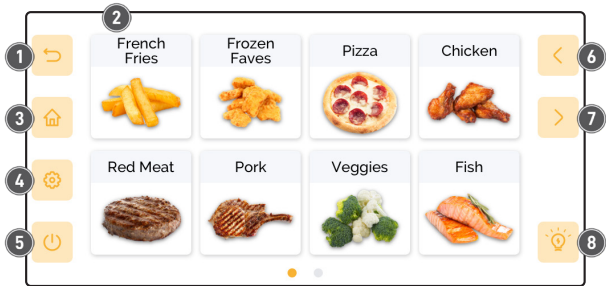 2
French
Fries
Frozen
Faves
Pizza
Chicken
1
6
3
7
Red Meat
Pork
Veggies
Fish
4
5
8